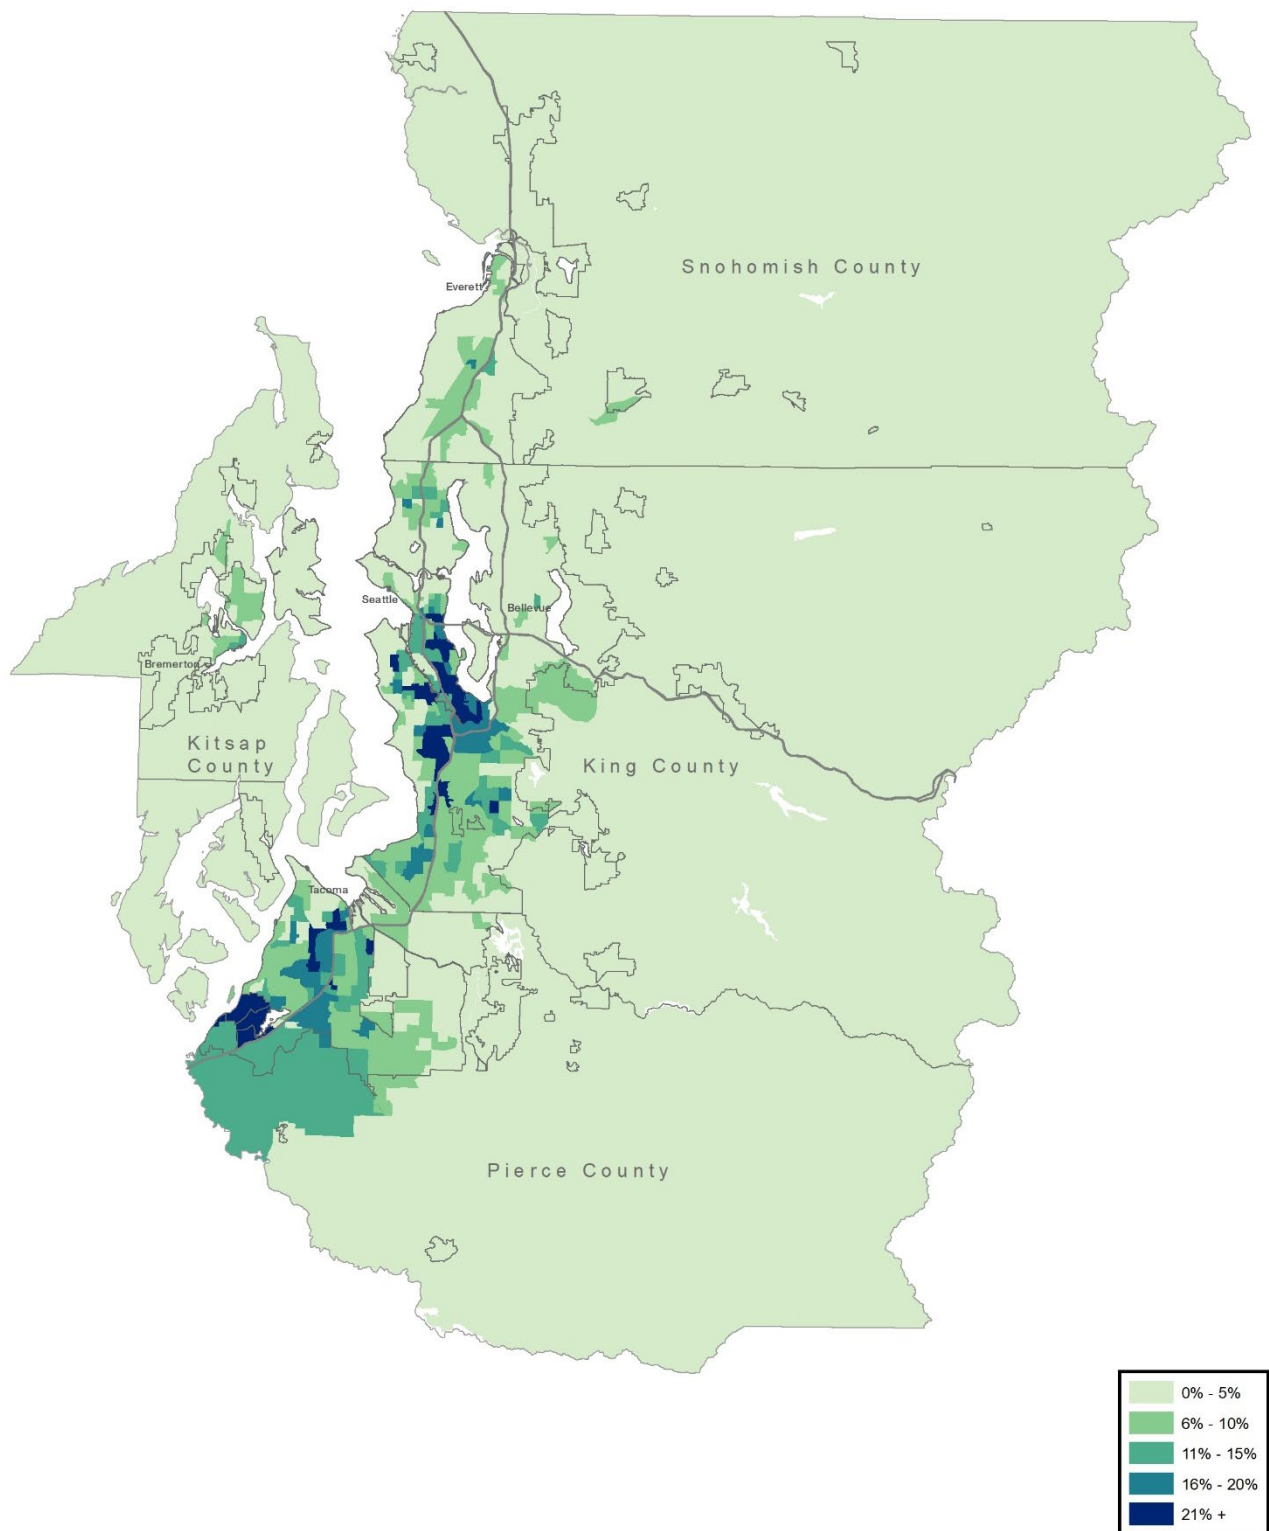 Snohomish County
Everett
Seattle
Bellevue
Bremerton
Kitsap
County
King County
Tacoma
Pierce County
0% - 5%
6% - 10%
11% - 15%
16% - 20%
21% +